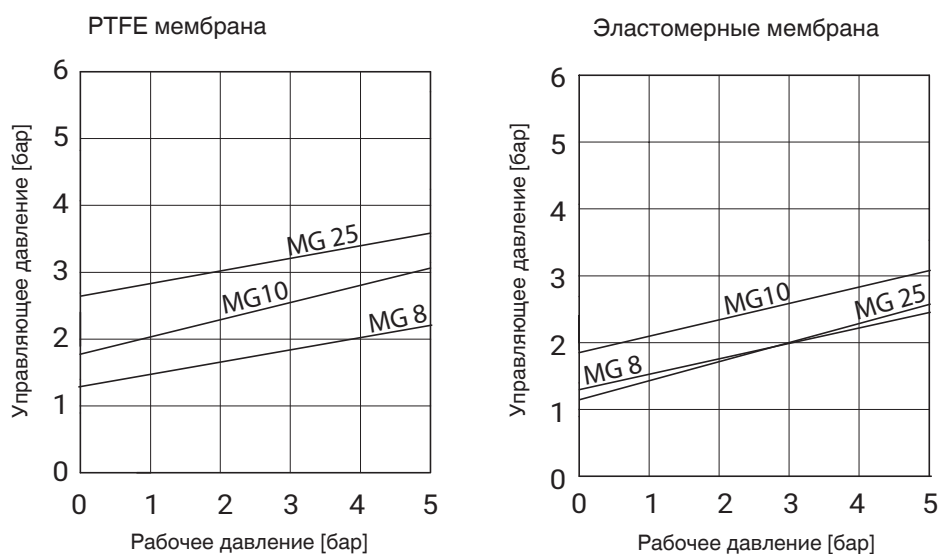 PTFE мембрана
6
5
4
3
2
1
0
0 1 2 3 4 5
Управляющее давление [бар]
Рабочее давление [бар]
MG 25
MG10
MG 8
Эластомерные мембрана
6
5
4
3
2
1
0
0 1 2 3 4 5
Управляющее давление [бар]
Рабочее давление [бар]
MG10
MG 25
MG 8